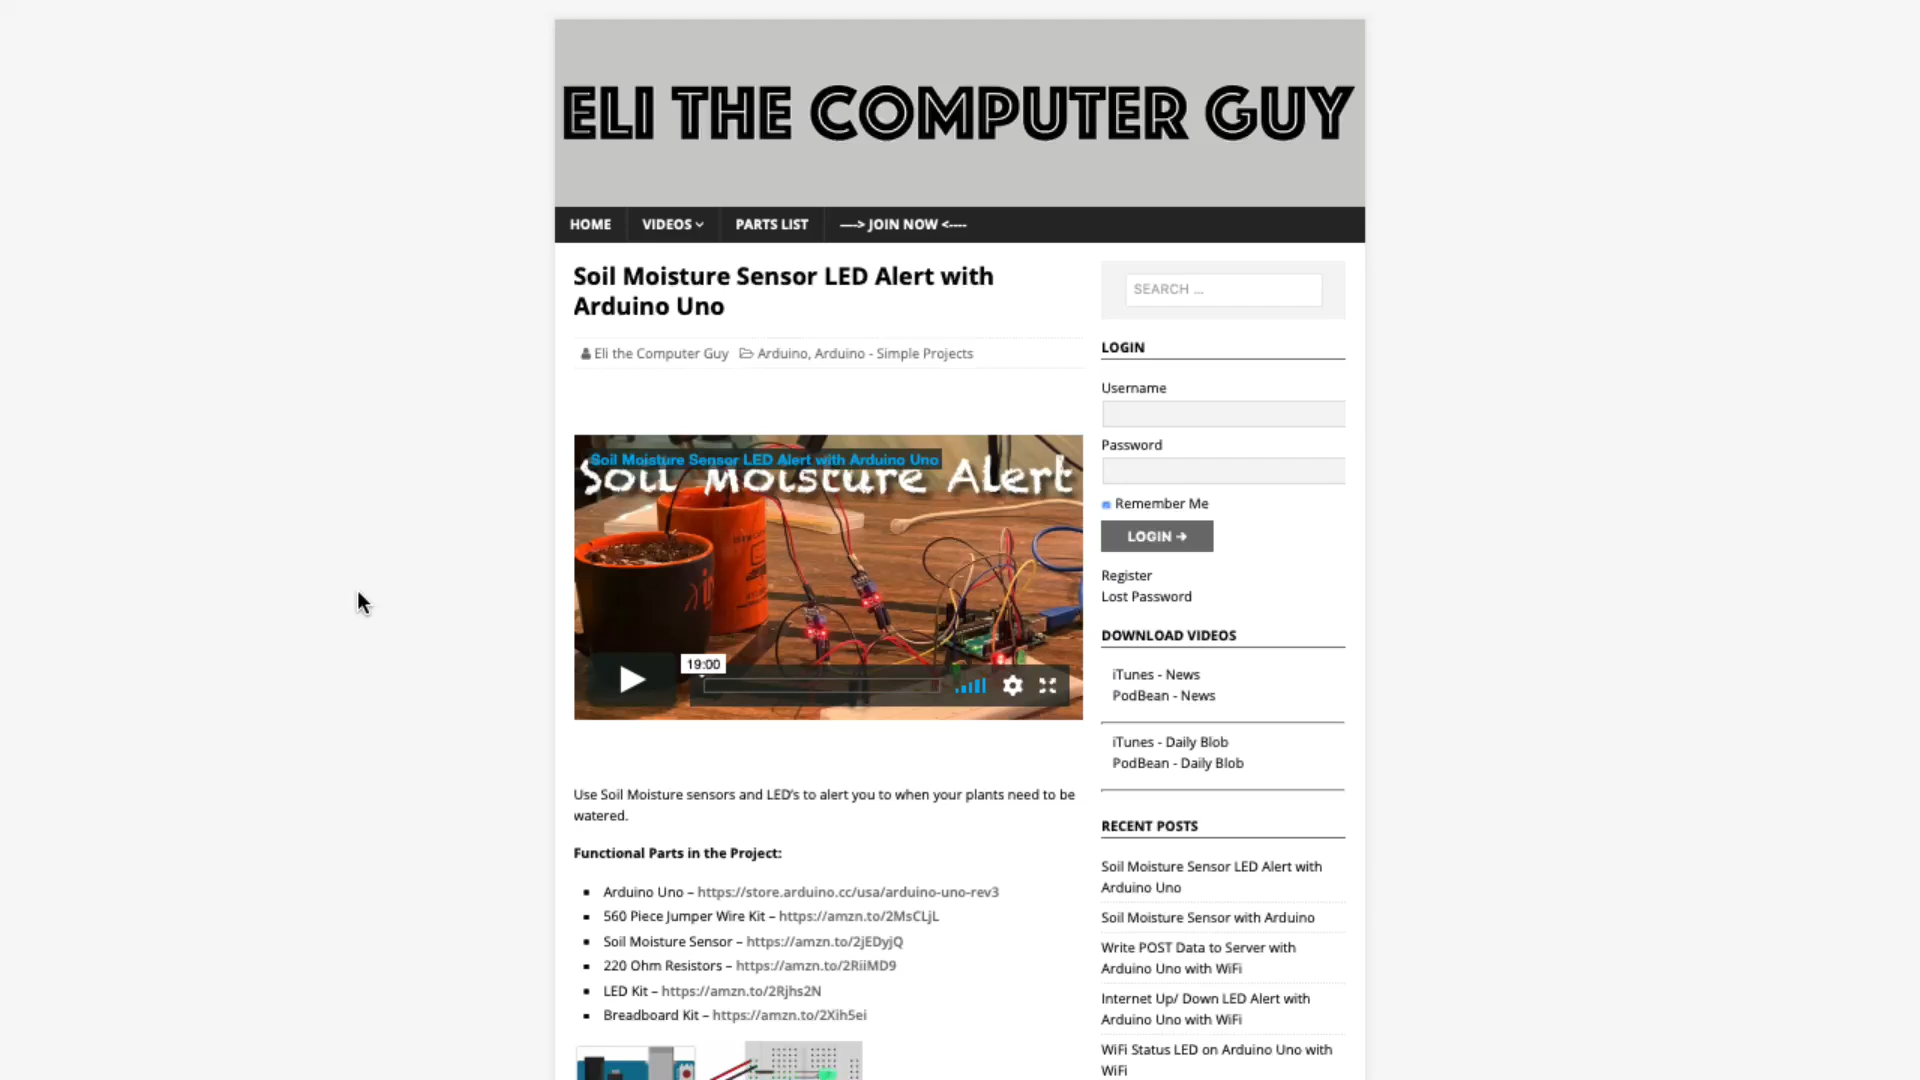 ELI THE COMPUTER GUY
HOME
VIDEOS
PARTS LIST
----> JOIN NOW <----
Soil Moisture Sensor LED Alert with
Arduino Uno
Eli the Computer Guy
Arduino, Arduino - Simple Projects
Soil Moisture Sensor LED Alert with Arduino Uno
Soil Moisture Alert
19:00
Use Soil Moisture sensors and LED's to alert you to when your plants need to be
watered.
Functional Parts in the Project:
Arduino Uno – https://store.arduino.cc/usa/arduino-uno-rev3
560 Piece Jumper Wire Kit – https://amzn.to/2MsCLjL
Soil Moisture Sensor – https://amzn.to/2jEDyjQ
220 Ohm Resistors – https://amzn.to/2RiiMD9
LED Kit – https://amzn.to/2Rjhs2N
Breadboard Kit – https://amzn.to/2Xih5ei
SEARCH ...
LOGIN
Username
Password
Remember Me
LOGIN →
Register
Lost Password
DOWNLOAD VIDEOS
iTunes - News
PodBean - News
iTunes - Daily Blob
PodBean - Daily Blob
RECENT POSTS
Soil Moisture Sensor LED Alert with
Arduino Uno
Soil Moisture Sensor with Arduino
Write POST Data to Server with
Arduino Uno with WiFi
Internet Up/ Down LED Alert with
Arduino Uno with WiFi
WiFi Status LED on Arduino Uno with
WiFi